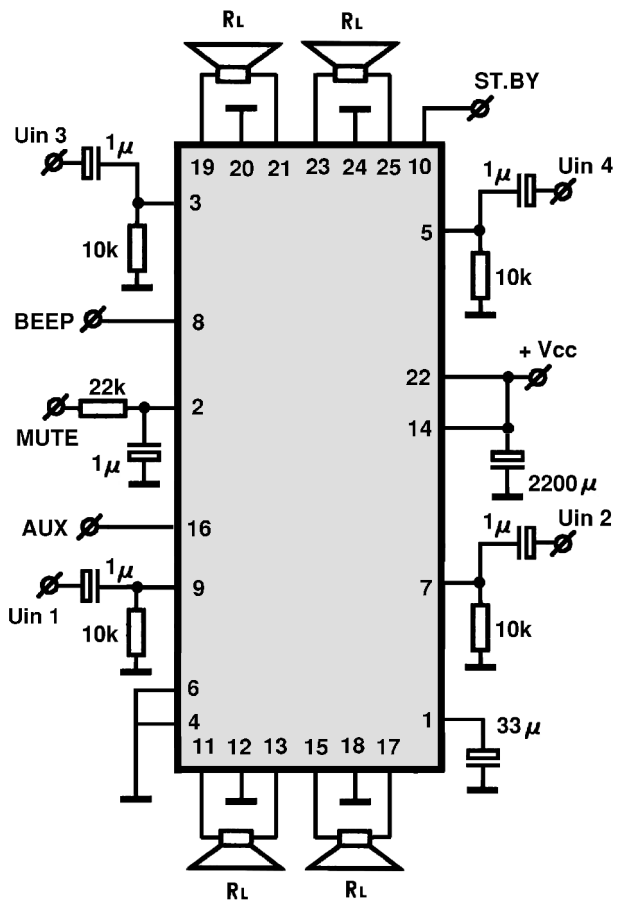 RL RL
ST.BY
Uin 3 1μ
19 20 21 23 24 25 10
1μ Uin 4
3
5
10k
10k
BEEP
8
+ Vcc
22
22k
2
14
MUTE
1μ
2200μ
AUX
16
1μ Uin 2
1μ
9
7
Uin 1
10k
10k
6
4
1
33μ
11 12 13 15 18 17
RL RL